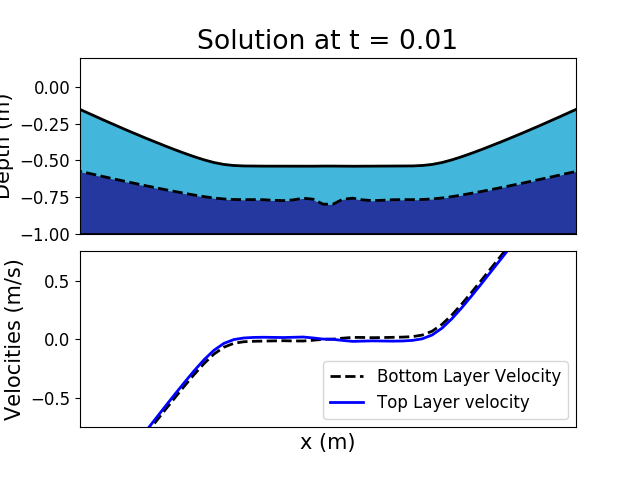 Solution at t = 0.01
Depth (m)
0.00
−0.25
−0.50
−0.75
−1.00
Velocities (m/s)
0.5
0.0
−0.5
Bottom Layer Velocity
Top Layer velocity
x (m)